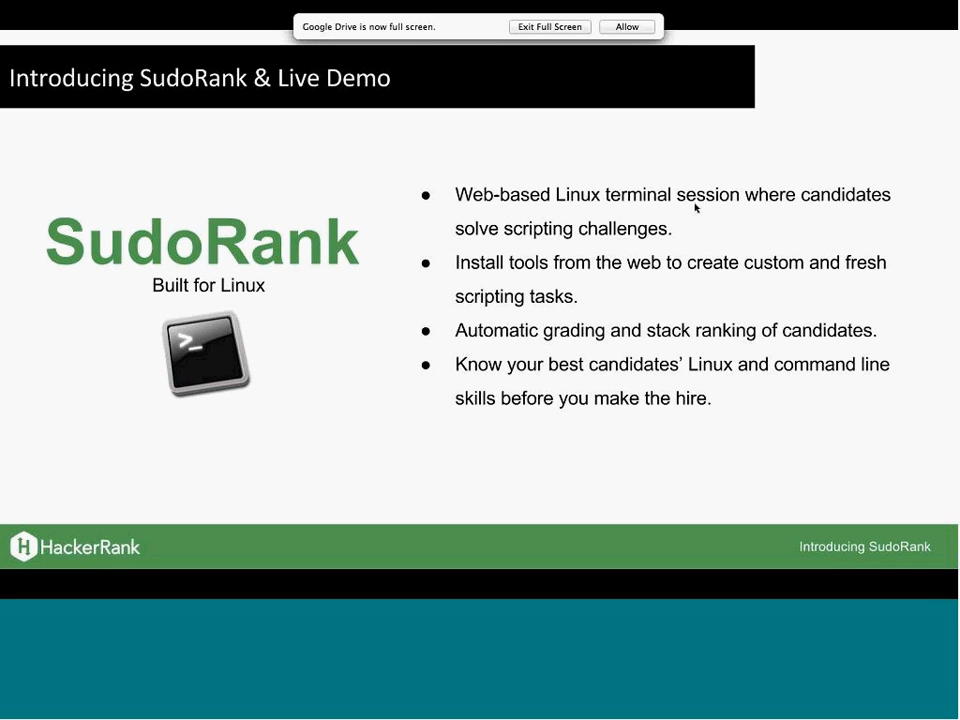 Google Drive is now full screen. Exit Full Screen Allow
Introducing SudoRank & Live Demo
SudoRank
Built for Linux
>_
● Web-based Linux terminal session where candidates
solve scripting challenges.
● Install tools from the web to create custom and fresh
scripting tasks.
● Automatic grading and stack ranking of candidates.
● Know your best candidates’ Linux and command line
skills before you make the hire.
H HackerRank
Introducing SudoRank